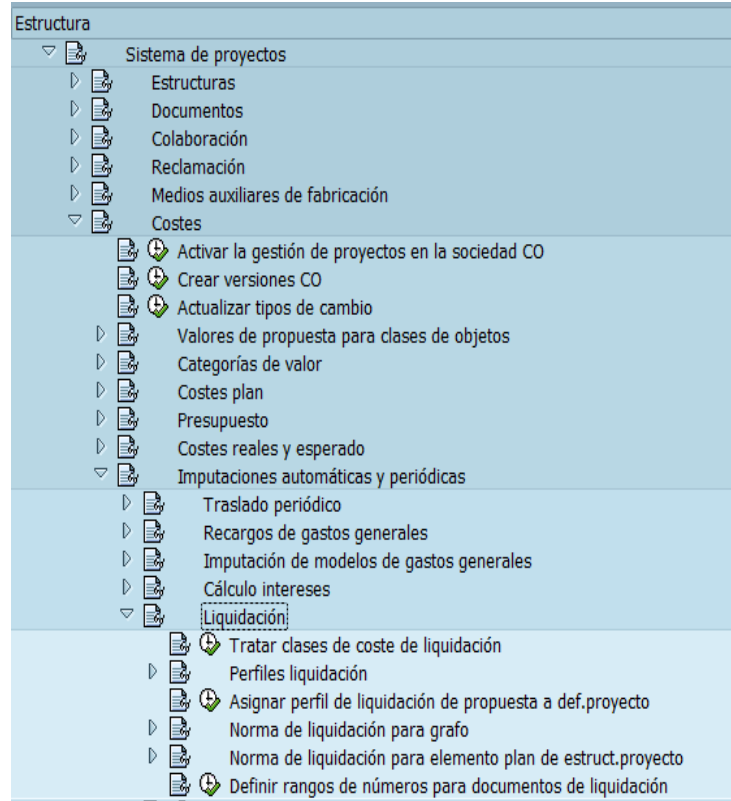 Estructura
Sistema de proyectos
Estructuras
Documentos
Colaboración
Reclamación
Medios auxiliares de fabricación
Costes
Activar la gestión de proyectos en la sociedad CO
Crear versiones CO
Actualizar tipos de cambio
Valores de propuesta para clases de objetos
Categorías de valor
Costes plan
Presupuesto
Costes reales y esperado
Imputaciones automáticas y periódicas
Traslado periódico
Recargos de gastos generales
Imputación de modelos de gastos generales
Cálculo intereses
Liquidación
Tratar clases de coste de liquidación
Perfiles liquidación
Asignar perfil de liquidación de propuesta a def.proyecto
Norma de liquidación para grafo
Norma de liquidación para elemento plan de estruct.proyecto
Definir rangos de números para documentos de liquidación